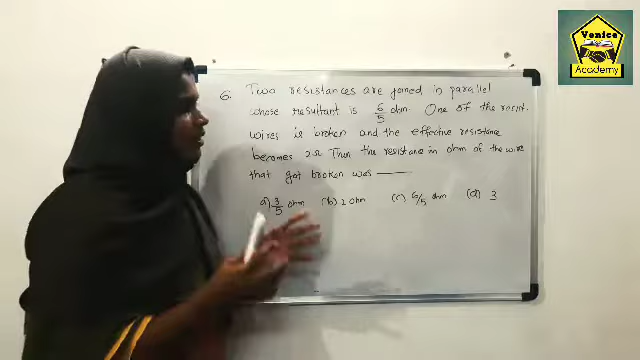 Venice
Academy
6. Two resistances are joined in parallel
whose resultant is 6/5 ohm. One of the resist.
wires is broken and the effective resistance
becomes 2Ω Then the resistance in ohm of the wire
that got broken was ———
a) 3/5 ohm (b) 2 ohm (c) 6/5 ohm (d) 3